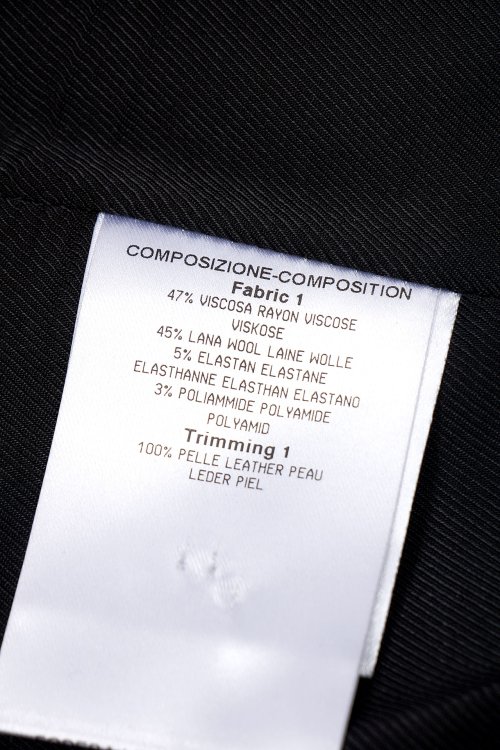 COMPOSIZIONE-COMPOSITION
Fabric 1
47% VISCOSA RAYON VISCOSE
VISKOSE
45% LANA WOOL LAINE WOLLE
5% ELASTAN ELASTANE
ELASTHANNE ELASTHAN ELASTANO
3% POLIAMMIDE POLYAMIDE
POLYAMID
Trimming 1
100% PELLE LEATHER PEAU
LEDER PIEL